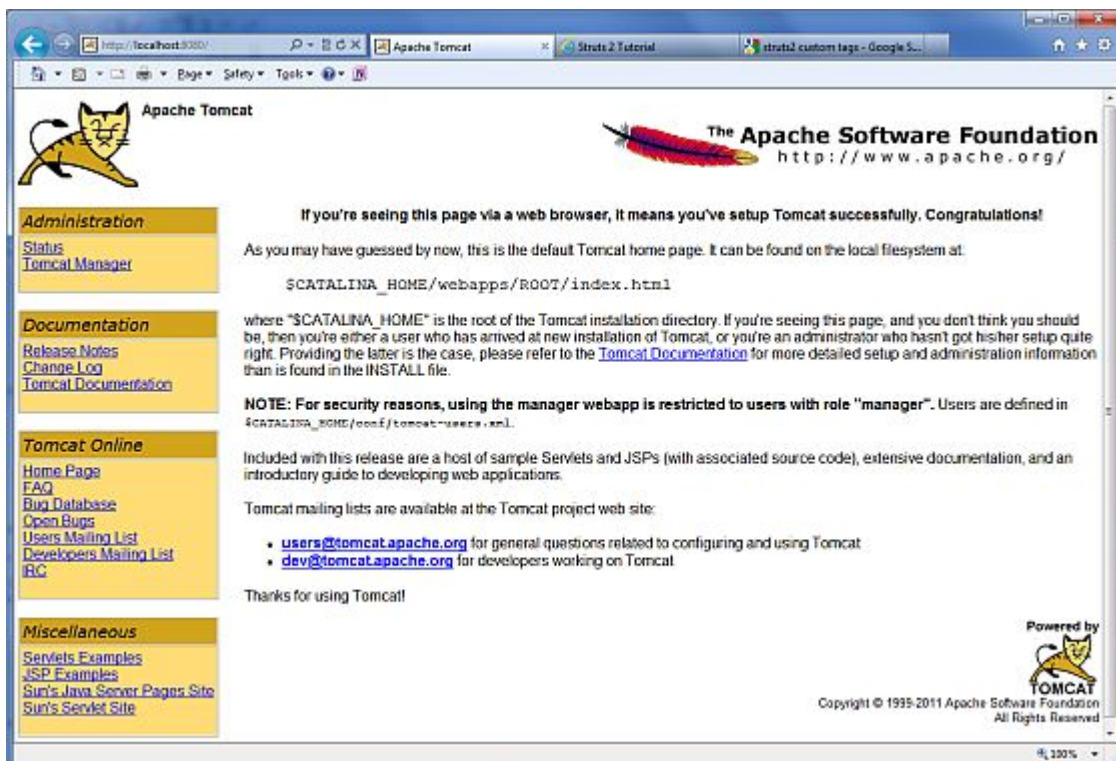 http://localhost:8080/
Apache Tomcat
Struts 2 Tutorial
struts2 custom tags - Google S...
Page
Safety
Tools
Apache Tomcat
The Apache Software Foundation
http://www.apache.org/
Administration
Status
Tomcat Manager
Documentation
Release Notes
Change Log
Tomcat Documentation
Tomcat Online
Home Page
FAQ
Bug Database
Open Bugs
Users Mailing List
Developers Mailing List
IRC
Miscellaneous
Servlets Examples
JSP Examples
Sun's Java Server Pages Site
Sun's Servlet Site
If you're seeing this page via a web browser, it means you've setup Tomcat successfully. Congratulations!
As you may have guessed by now, this is the default Tomcat home page. It can be found on the local filesystem at:
$CATALINA_HOME/webapps/ROOT/index.html
where "$CATALINA_HOME" is the root of the Tomcat installation directory. If you're seeing this page, and you don't think you should
be, then you're either a user who has arrived at new installation of Tomcat, or you're an administrator who hasn't got his/her setup quite
right. Providing the latter is the case, please refer to the Tomcat Documentation for more detailed setup and administration information
than is found in the INSTALL file.
NOTE: For security reasons, using the manager webapp is restricted to users with role "manager". Users are defined in
$CATALINA_HOME/conf/tomcat-users.xml.
Included with this release are a host of sample Servlets and JSPs (with associated source code), extensive documentation, and an
introductory guide to developing web applications.
Tomcat mailing lists are available at the Tomcat project web site:
• users@tomcat.apache.org for general questions related to configuring and using Tomcat
• dev@tomcat.apache.org for developers working on Tomcat
Thanks for using Tomcat!
Powered by
TOMCAT
Copyright © 1999-2011 Apache Software Foundation
All Rights Reserved
100%